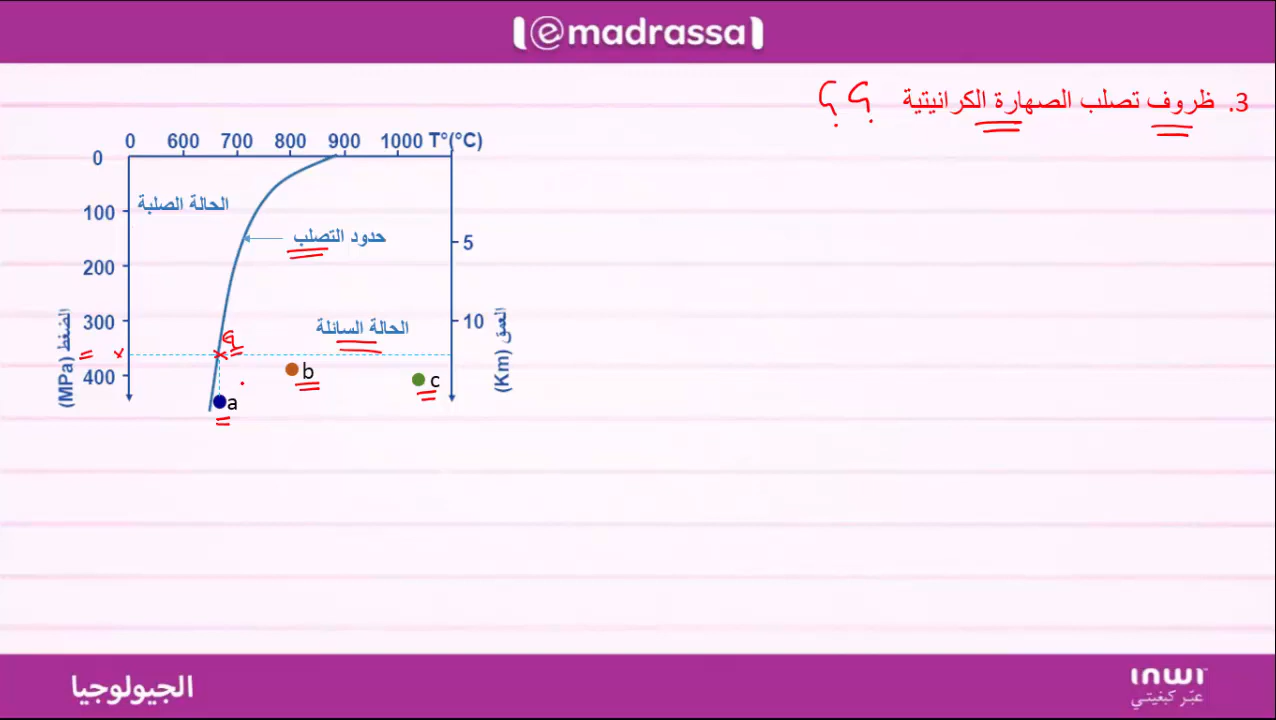 emadrassa
3. ظروف تصلب الصهارة الكرانيتية ؟؟
0 600 700 800 900 1000 T°(°C)
0
الحالة الصلبة
100
حدود التصلب
5
200
300
الحالة السائلة
10
الضغط (MPa)
العمق (Km)
400
a
b
c
الجيولوجيا
inwi
عبّر كيفيتي